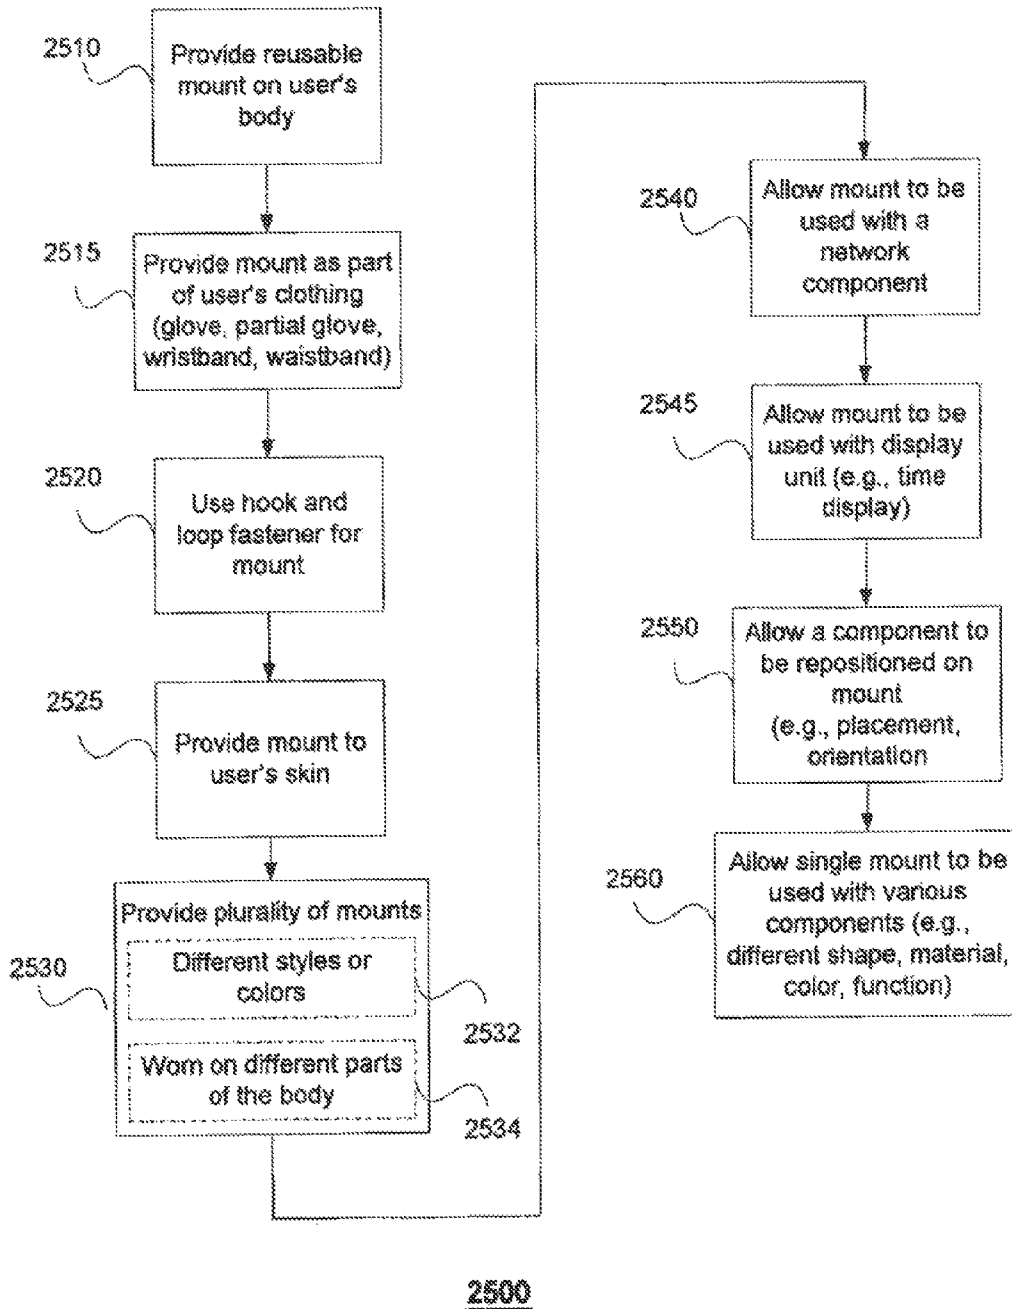 2510
Provide reusable
mount on user's
body
2515
Provide mount as part
of user's clothing
(glove, partial glove,
wristband, waistband)
2520
Use hook and
loop fastener for
mount
2525
Provide mount to
user's skin
Provide plurality of mounts
2530
Different styles or
colors
2532
Worn on different parts
of the body
2534
2540
Allow mount to be
used with a
network
component
2545
Allow mount to be
used with display
unit (e.g., time
display)
2550
Allow a component to
be repositioned on
mount
(e.g., placement,
orientation
2560
Allow single mount to be
used with various
components (e.g.,
different shape, material,
color, function)
2500